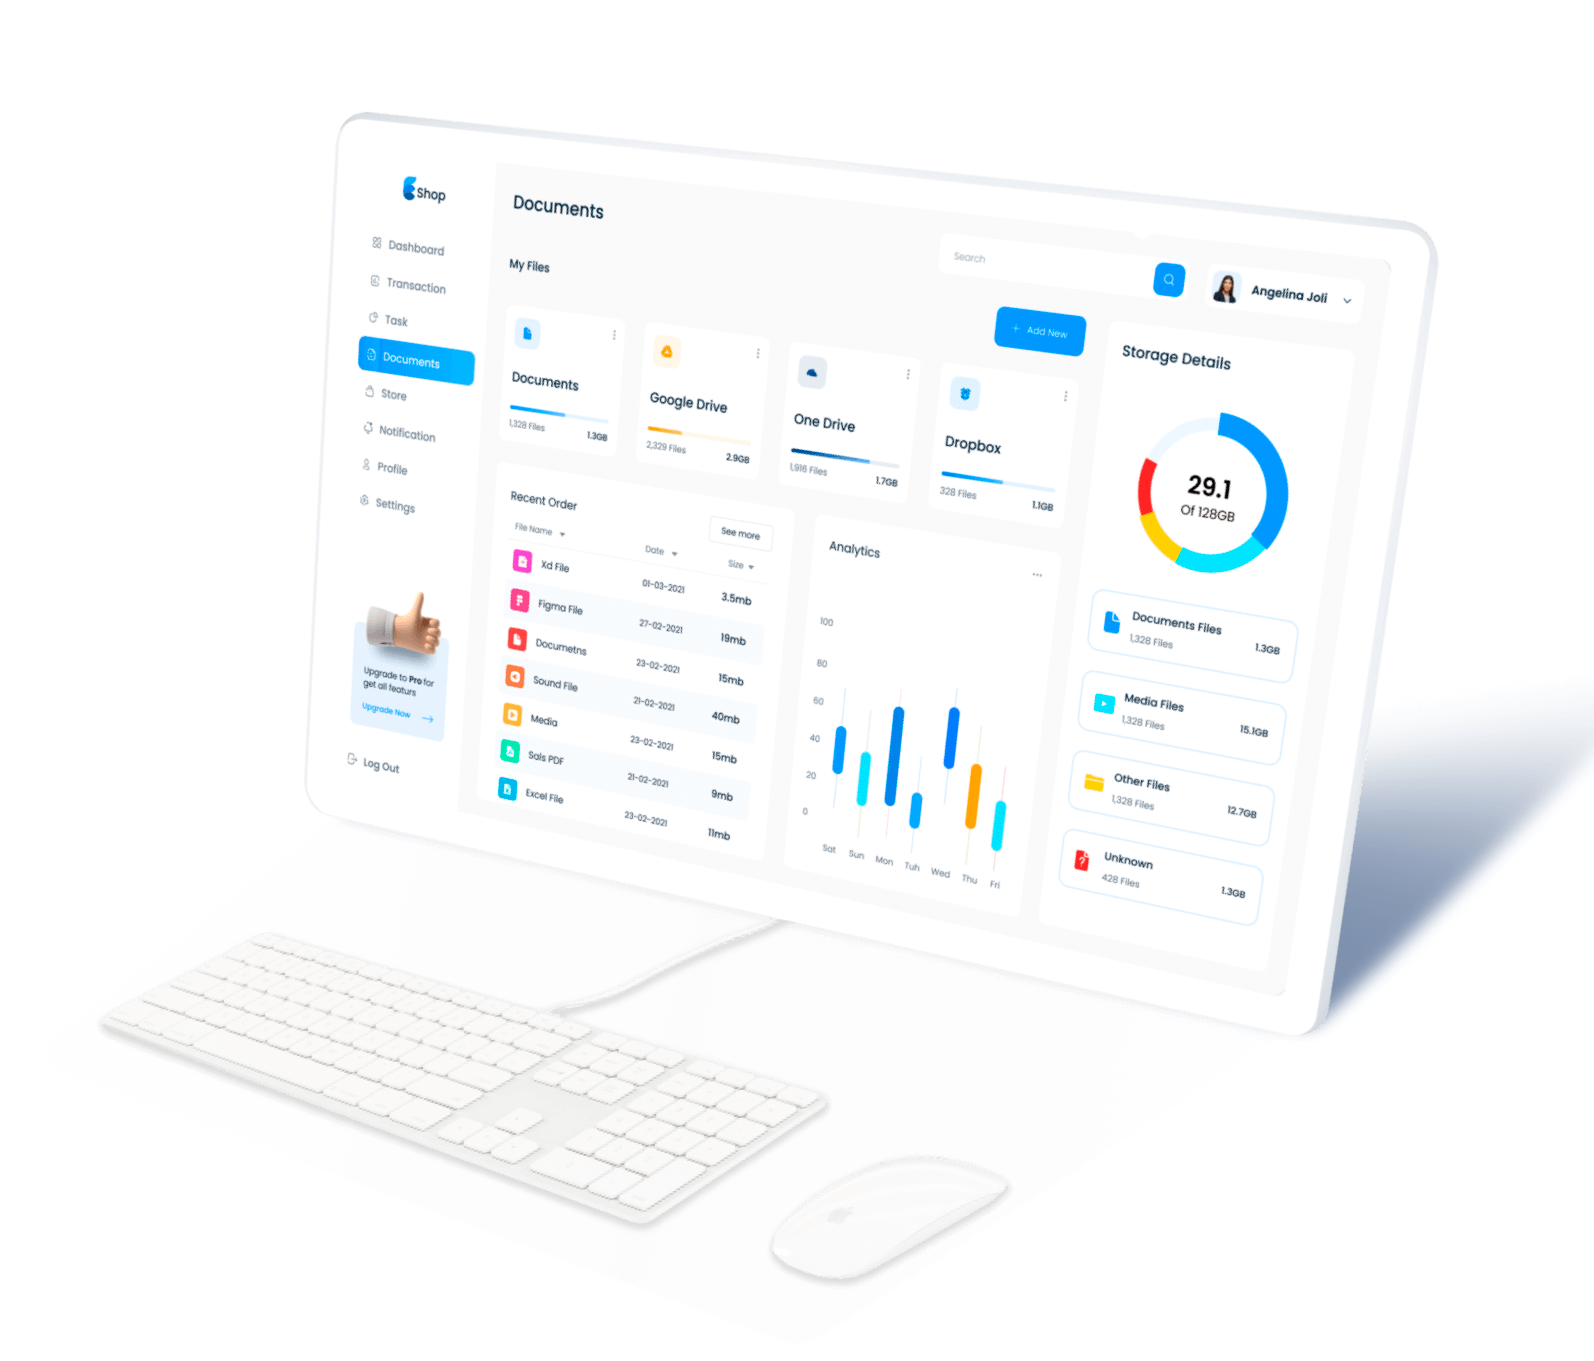 Shop
Dashboard
Transaction
Task
Documents
Store
Notification
Profile
Settings
Upgrade to Pro for
get all featurs
Upgrade Now
Log Out
Documents
Search
Angelina Joli
My Files
Add New
Documents
1,328 Files 1.3GB
Google Drive
2,329 Files 2.9GB
One Drive
1,916 Files 1.7GB
Dropbox
328 Files 1.1GB
Recent Order
See more
File Name Date Size
Xd File 01-03-2021 3.5mb
Figma File 27-02-2021 19mb
Documetns 23-02-2021 15mb
Sound File 21-02-2021 40mb
Media 23-02-2021 15mb
Sals PDF 21-02-2021 9mb
Excel File 23-02-2021 11mb
Analytics
100
80
60
40
20
0
Sat Sun Mon Tuh Wed Thu Fri
Storage Details
29.1
Of 128GB
Documents Files
1,328 Files 1.3GB
Media Files
1,328 Files 15.1GB
Other Files
1,328 Files 12.7GB
Unknown
428 Files 1.3GB